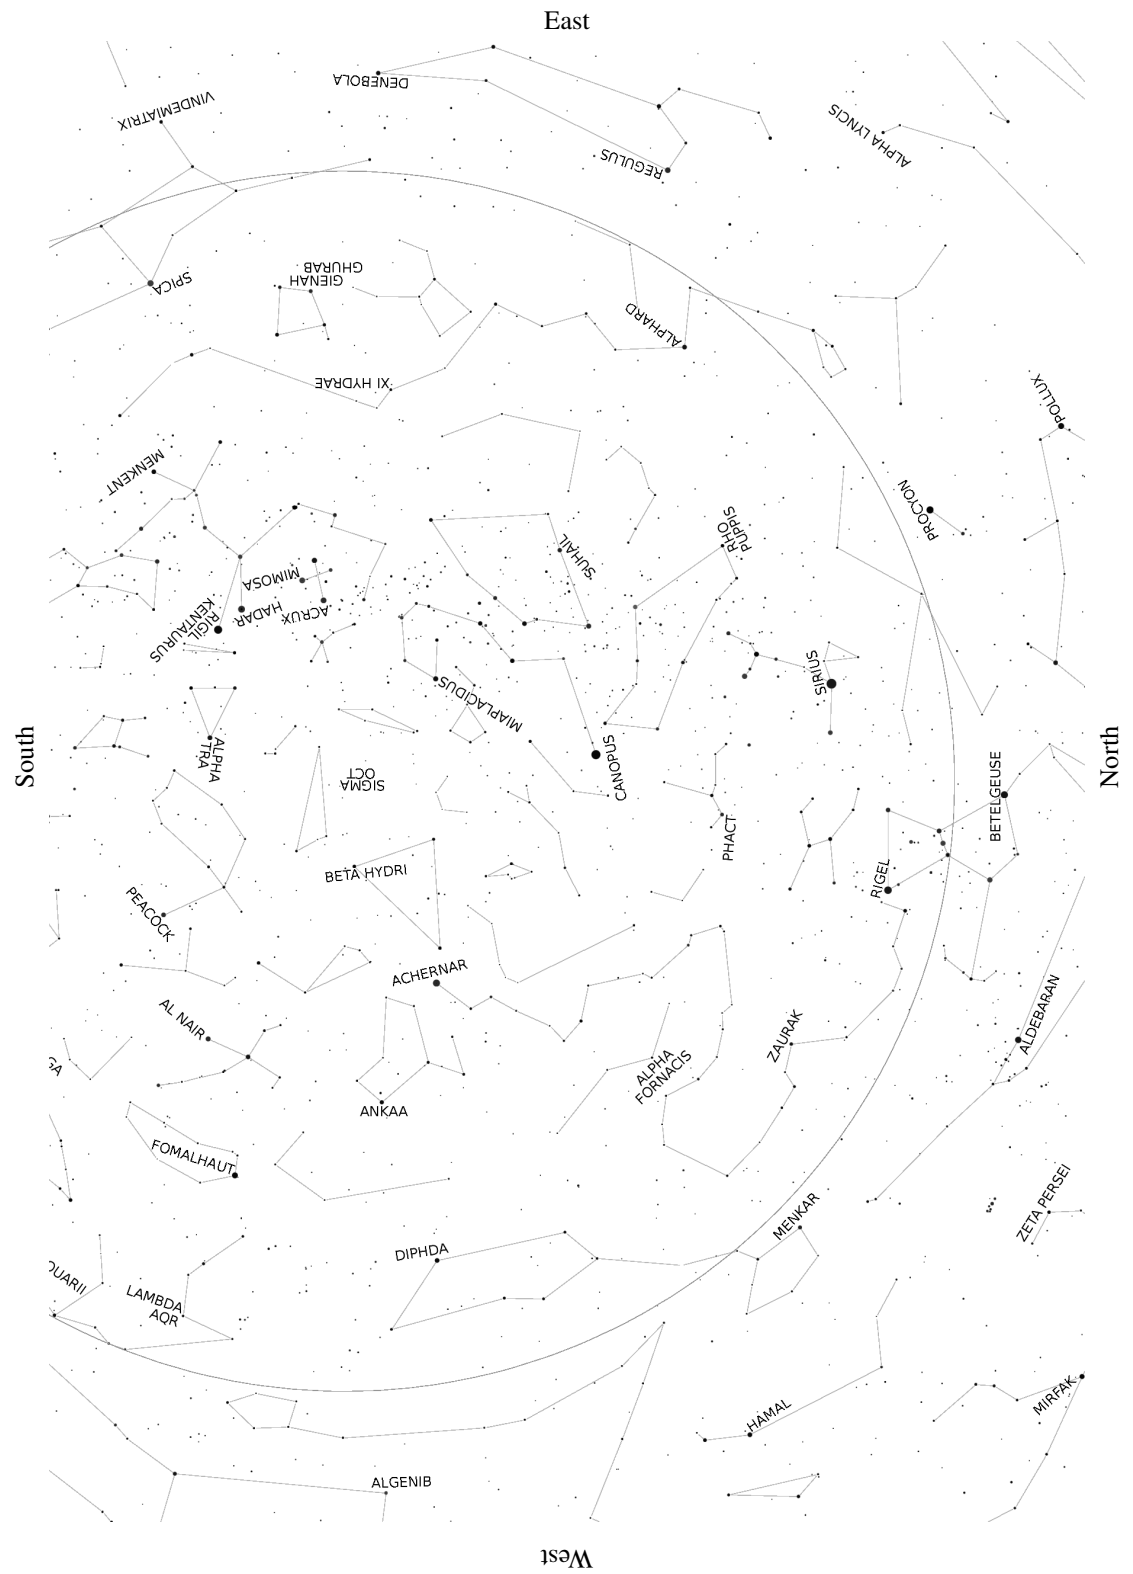 East
DENEBOLA
VINDEMIATRIX
ALPHA LYNCIS
REGULUS
SPICA
GIENAH
GHURAB
ALPHARD
XI HYDRAE
POLLUX
MENKENT
PROCYON
RHO
PUPPIS
SUHAIL
MIMOSA
HADAR
ACRUX
RIGIL
KENTAURUS
SIRIUS
MIAPLACIDUS
South
North
ALPHA
TRA
SIGMA
OCT
CANOPUS
BETELGEUSE
PHACT
BETA HYDRI
RIGEL
PEACOCK
ACHERNAR
AL NAIR
ZAURAK
ALDEBARAN
GA
ALPHA
FORNACIS
ANKAA
FOMALHAUT
ZETA PERSEI
MENKAR
DIPHDA
QUARII
LAMBDA
AQR
MIRFAK
HAMAL
ALGENIB
West